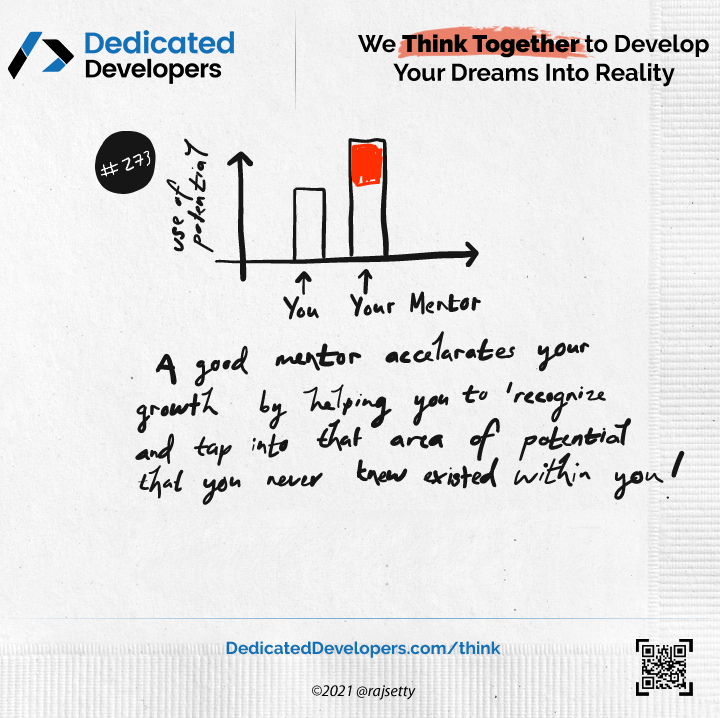 Dedicated
Developers
We Think Together to Develop
Your Dreams Into Reality
#273
use of
potential
You
Your Mentor
A good mentor accelarates your
growth by helping you to recognize
and tap into that area of potential
that you never knew existed within you!
DedicatedDevelopers.com/think
©2021 @rajsetty